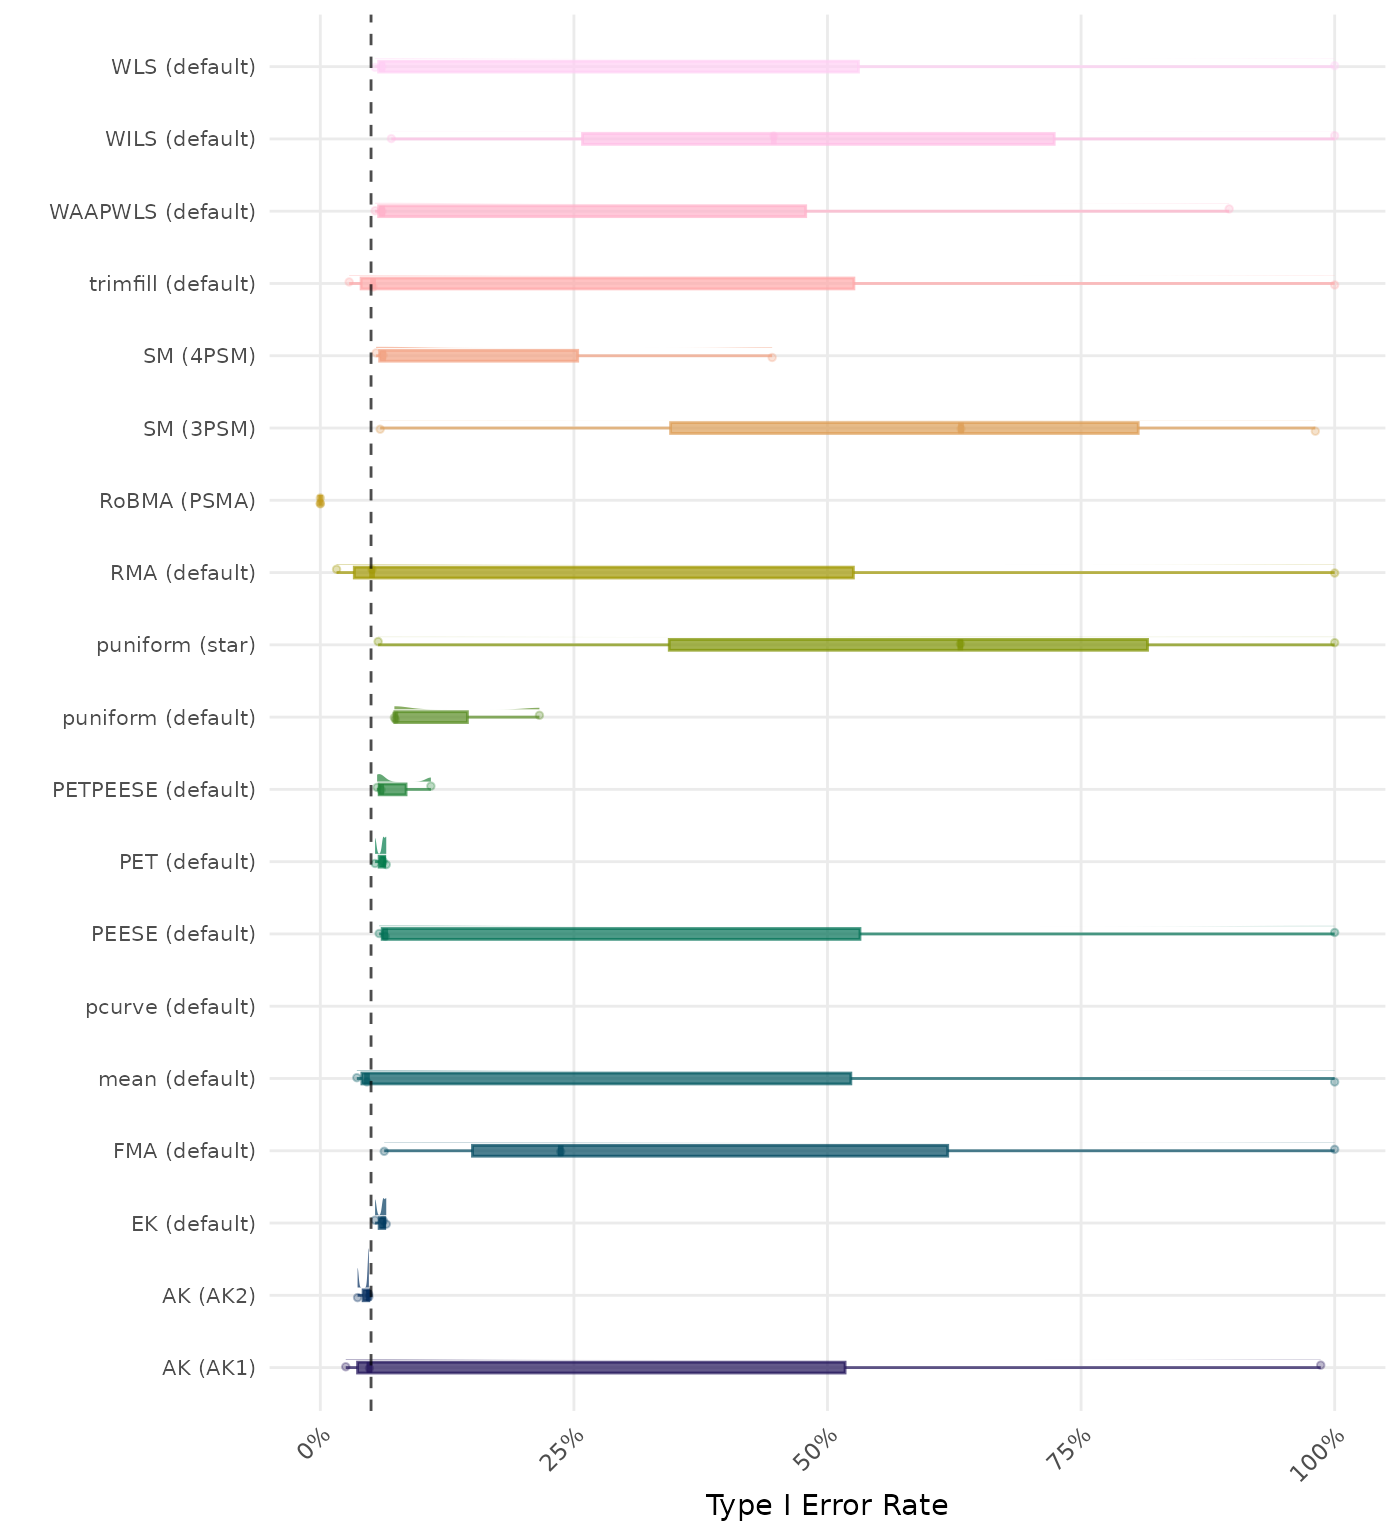 WLS (default)
WILS (default)
WAAPWLS (default)
trimfill (default)
SM (4PSM)
SM (3PSM)
RoBMA (PSMA)
RMA (default)
puniform (star)
puniform (default)
PETPEESE (default)
PET (default)
PEESE (default)
pcurve (default)
mean (default)
FMA (default)
EK (default)
AK (AK2)
AK (AK1)
0%
25%
50%
75%
100%
Type I Error Rate